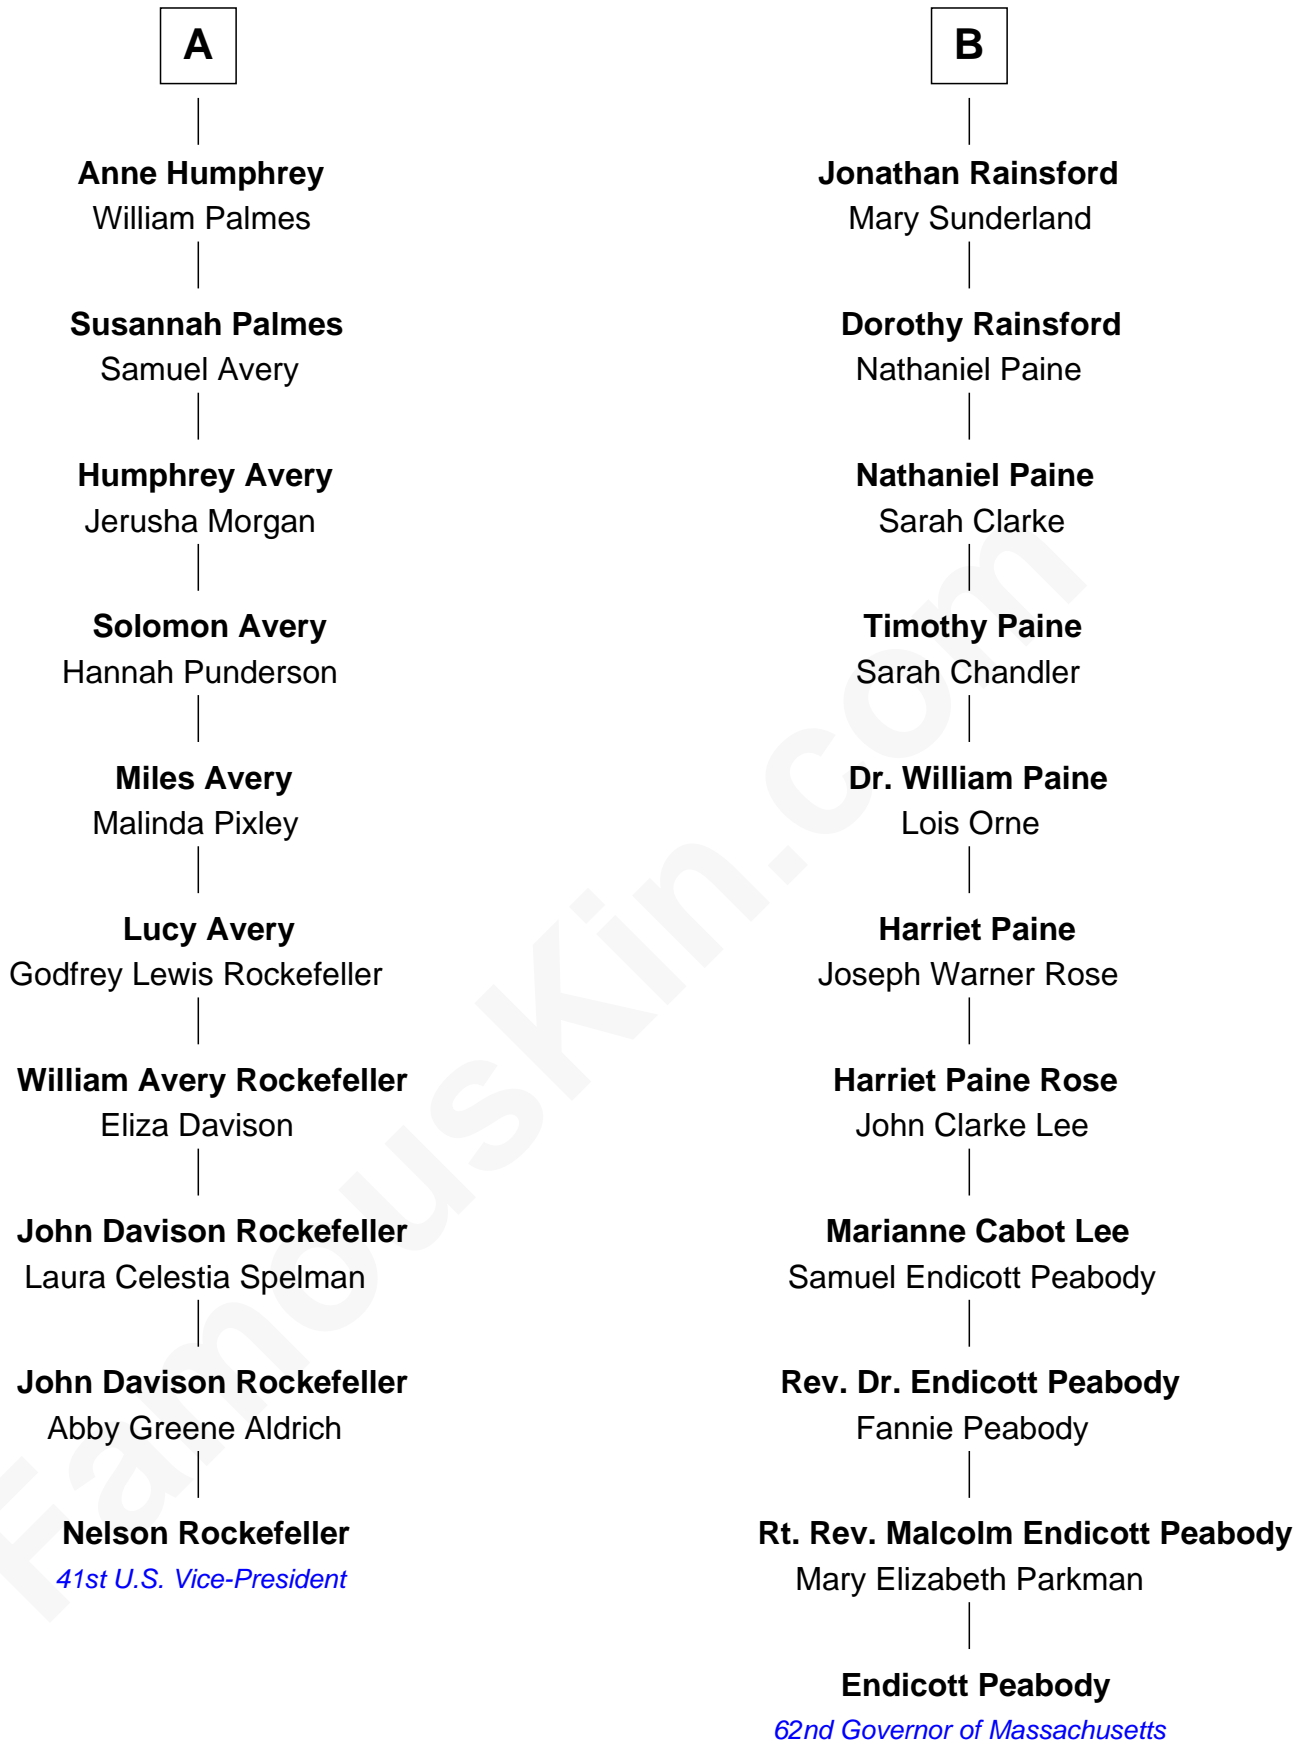 A
Anne Humphrey
William Palmes
Susannah Palmes
Samuel Avery
Humphrey Avery
Jerusha Morgan
Solomon Avery
Hannah Punderson
Miles Avery
Malinda Pixley
Lucy Avery
Godfrey Lewis Rockefeller
William Avery Rockefeller
Eliza Davison
John Davison Rockefeller
Laura Celestia Spelman
John Davison Rockefeller
Abby Greene Aldrich
Nelson Rockefeller
41st U.S. Vice-President
B
Jonathan Rainsford
Mary Sunderland
Dorothy Rainsford
Nathaniel Paine
Nathaniel Paine
Sarah Clarke
Timothy Paine
Sarah Chandler
Dr. William Paine
Lois Orne
Harriet Paine
Joseph Warner Rose
Harriet Paine Rose
John Clarke Lee
Marianne Cabot Lee
Samuel Endicott Peabody
Rev. Dr. Endicott Peabody
Fannie Peabody
Rt. Rev. Malcolm Endicott Peabody
Mary Elizabeth Parkman
Endicott Peabody
62nd Governor of Massachusetts
FamousKin.com